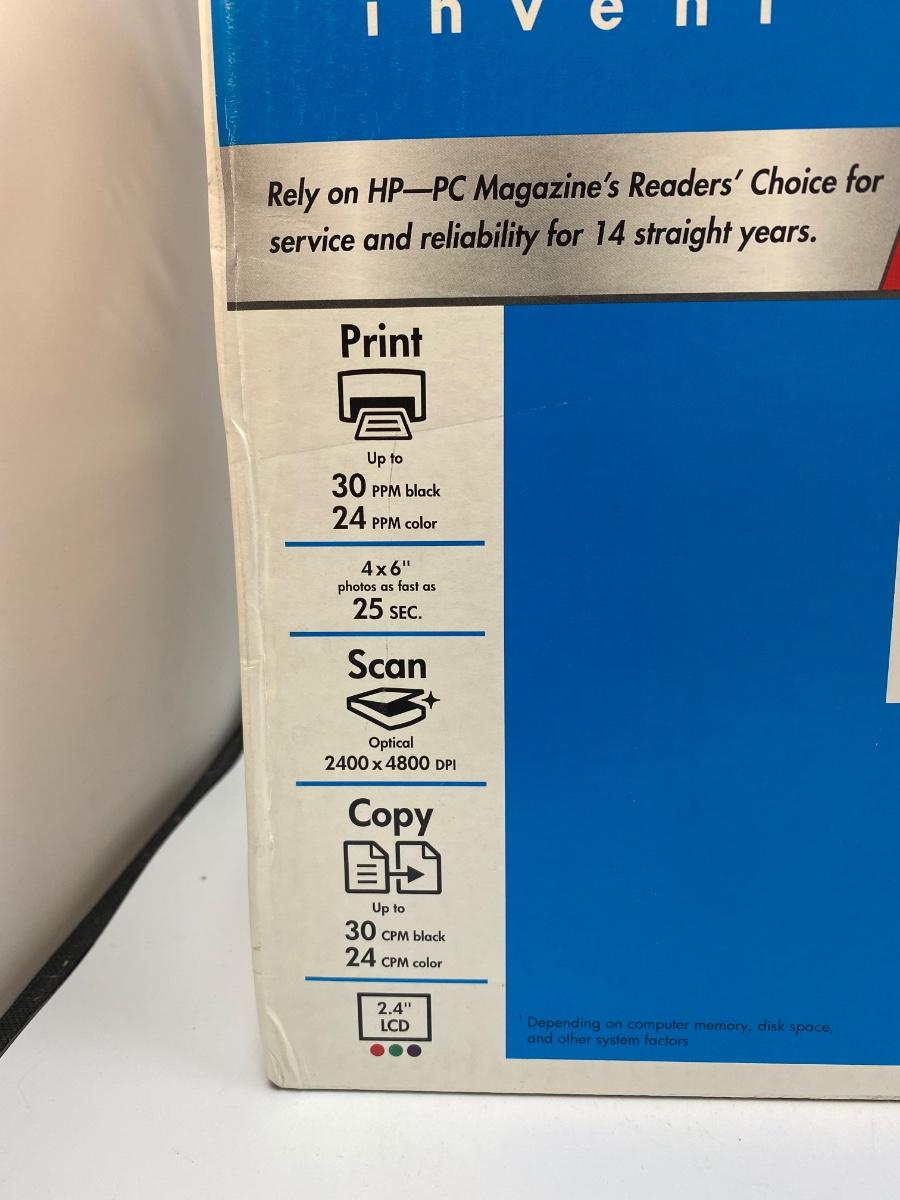 invent
Rely on HP—PC Magazine's Readers' Choice for
service and reliability for 14 straight years.
Print
Up to
30 PPM black
24 PPM color
4x6"
photos as fast as
25 SEC.
Scan
Optical
2400 x 4800 DPI
Copy
Up to
30 CPM black
24 CPM color
2.4"
LCD
¹ Depending on computer memory, disk space,
and other system factors